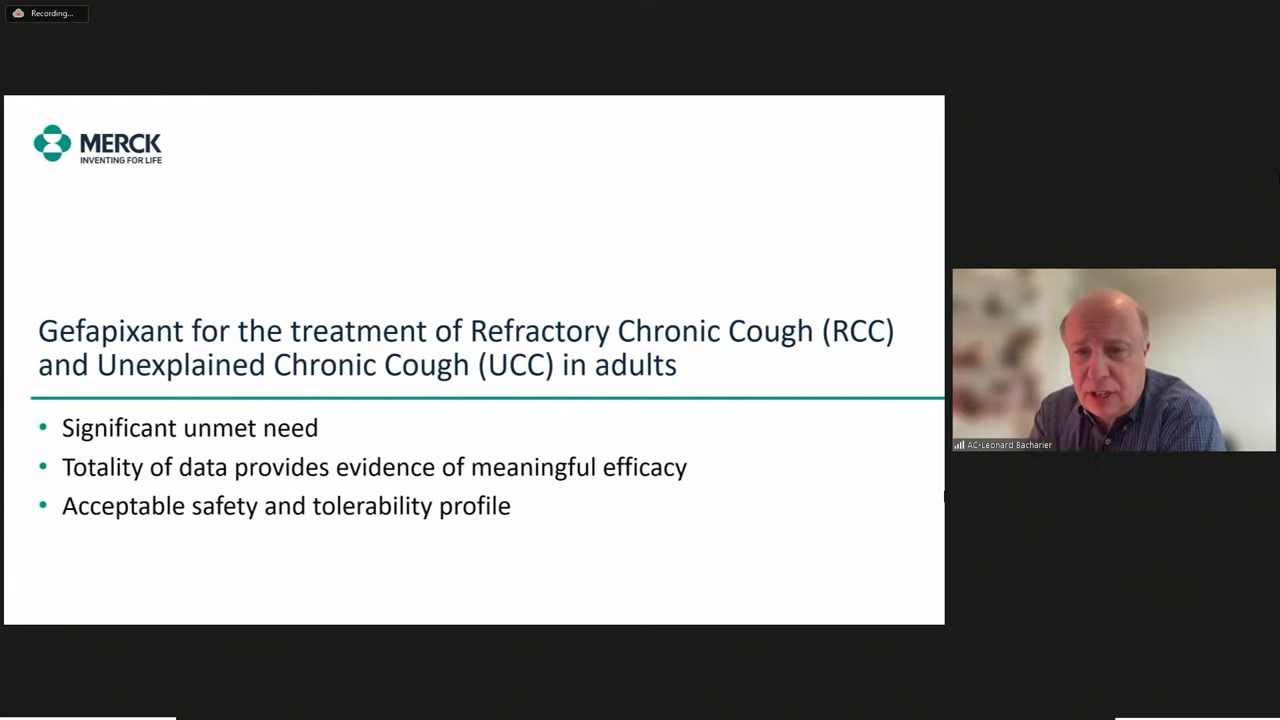 Recording...
MERCK
INVENTING FOR LIFE
Gefapixant for the treatment of Refractory Chronic Cough (RCC)
and Unexplained Chronic Cough (UCC) in adults
• Significant unmet need
• Totality of data provides evidence of meaningful efficacy
• Acceptable safety and tolerability profile
AC-Leonard Bacharier